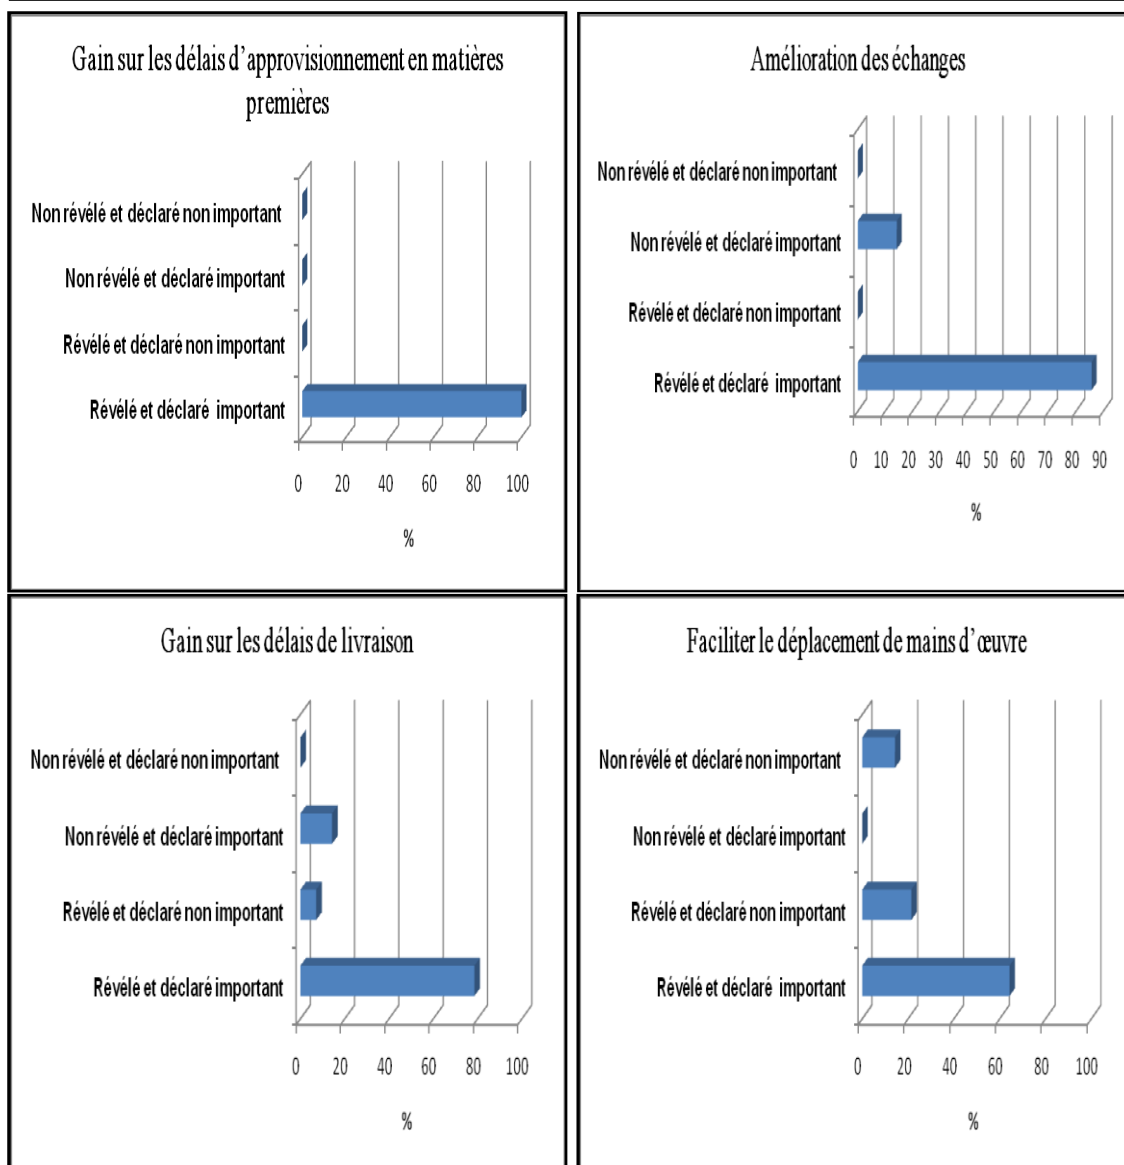 Gain sur les délais d’approvisionnement en matières
premières
Non révélé et déclaré non important
Non révélé et déclaré important
Révélé et déclaré non important
Révélé et déclaré important
0 20 40 60 80 100
%
Amélioration des échanges
Non révélé et déclaré non important
Non révélé et déclaré important
Révélé et déclaré non important
Révélé et déclaré important
0 10 20 30 40 50 60 70 80 90
%
Gain sur les délais de livraison
Non révélé et déclaré non important
Non révélé et déclaré important
Révélé et déclaré non important
Révélé et déclaré important
0 20 40 60 80 100
%
Faciliter le déplacement de mains d’œuvre
Non révélé et déclaré non important
Non révélé et déclaré important
Révélé et déclaré non important
Révélé et déclaré important
0 20 40 60 80 100
%